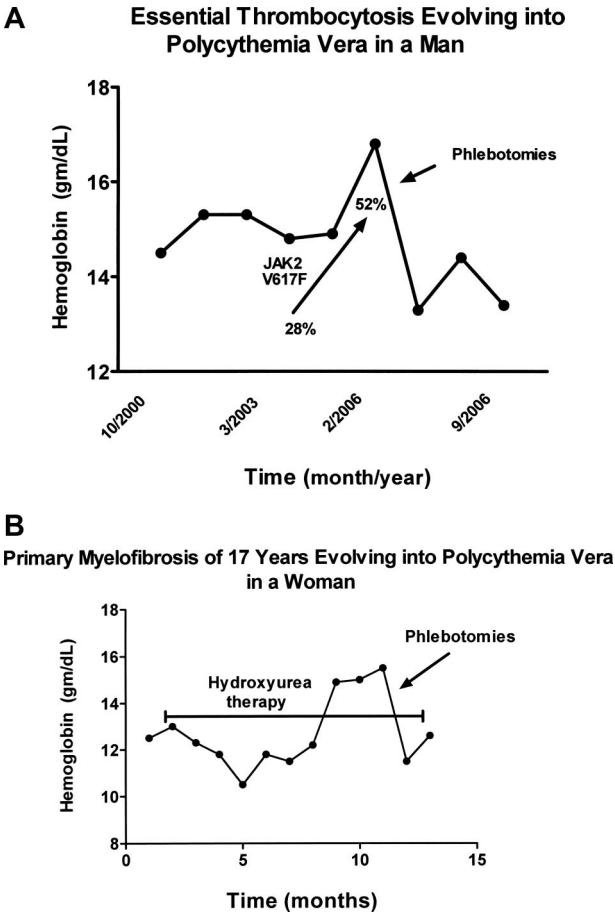 A
Essential Thrombocytosis Evolving into
Polycythemia Vera in a Man
18
16
14
12
Hemoglobin (gm/dL)
Phlebotomies
52%
JAK2
V617F
28%
10/2000
3/2003
2/2006
9/2006
Time (month/year)
B
Primary Myelofibrosis of 17 Years Evolving into Polycythemia Vera
in a Woman
18
16
14
12
10
8
Hemoglobin (gm/dL)
Phlebotomies
Hydroxyurea
therapy
0
5
10
15
Time (months)